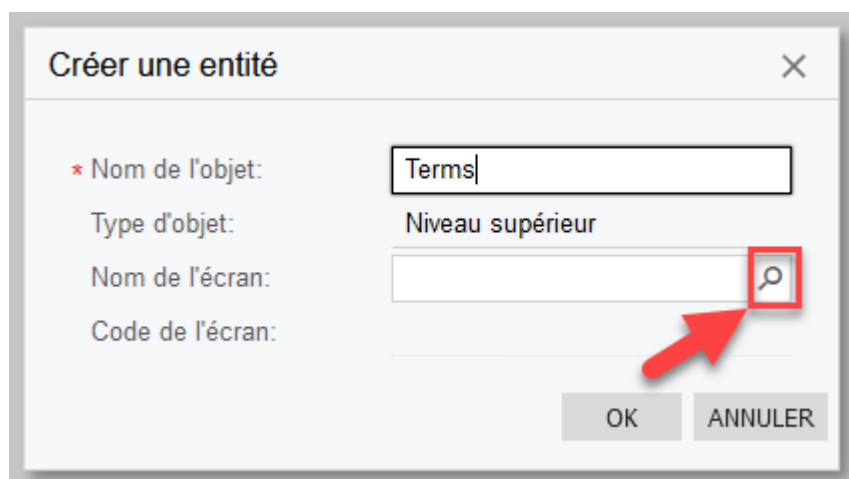 Créer une entité
* Nom de l'objet: Terms
Type d'objet: Niveau supérieur
Nom de l'écran:
Code de l'écran:
OK ANNULER